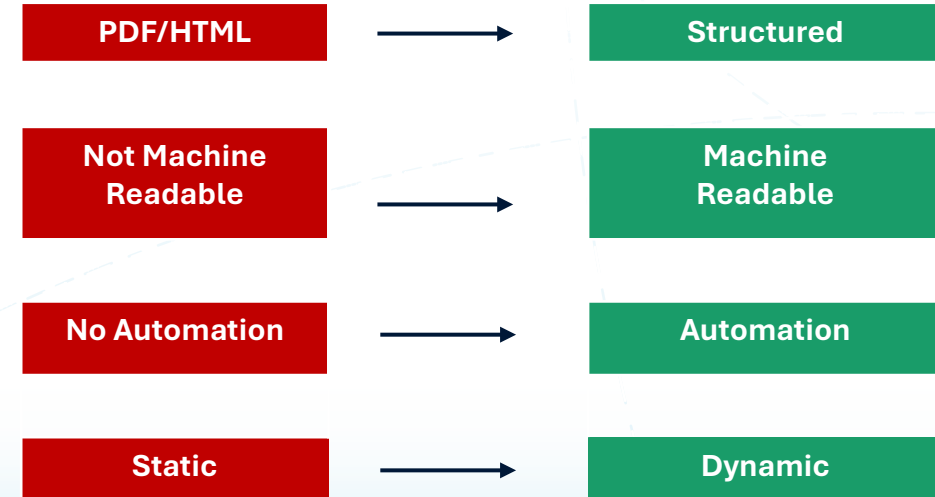 PDF/HTML
Structured
Not Machine
Readable
Machine
Readable
No Automation
Automation
Static
Dynamic